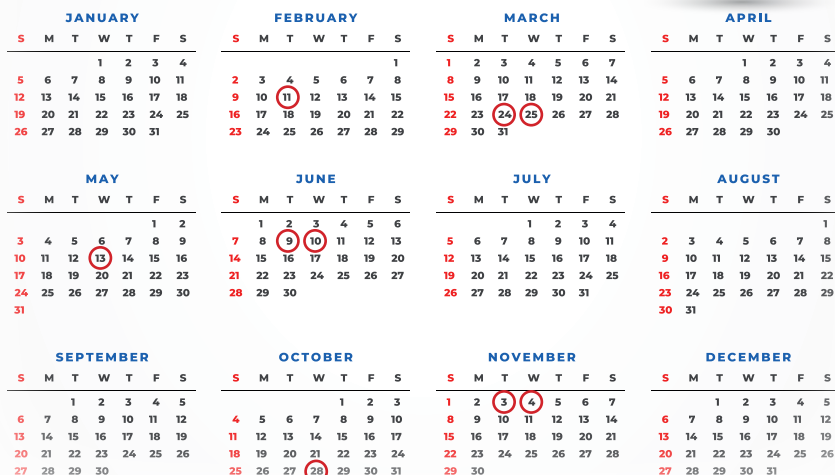 JANUARY
S M T W T F S
1 2 3 4
5 6 7 8 9 10 11
12 13 14 15 16 17 18
19 20 21 22 23 24 25
26 27 28 29 30 31
FEBRUARY
S M T W T F S
1
2 3 4 5 6 7 8
9 10 11 12 13 14 15
16 17 18 19 20 21 22
23 24 25 26 27 28 29
MARCH
S M T W T F S
1 2 3 4 5 6 7
8 9 10 11 12 13 14
15 16 17 18 19 20 21
22 23 24 25 26 27 28
29 30 31
APRIL
S M T W T F S
1 2 3 4
5 6 7 8 9 10 11
12 13 14 15 16 17 18
19 20 21 22 23 24 25
26 27 28 29 30
MAY
S M T W T F S
1 2
3 4 5 6 7 8 9
10 11 12 13 14 15 16
17 18 19 20 21 22 23
24 25 26 27 28 29 30
31
JUNE
S M T W T F S
1 2 3 4 5 6
7 8 9 10 11 12 13
14 15 16 17 18 19 20
21 22 23 24 25 26 27
28 29 30
JULY
S M T W T F S
1 2 3 4
5 6 7 8 9 10 11
12 13 14 15 16 17 18
19 20 21 22 23 24 25
26 27 28 29 30 31
AUGUST
S M T W T F S
1
2 3 4 5 6 7 8
9 10 11 12 13 14 15
16 17 18 19 20 21 22
23 24 25 26 27 28 29
30 31
SEPTEMBER
S M T W T F S
1 2 3 4 5
6 7 8 9 10 11 12
13 14 15 16 17 18 19
20 21 22 23 24 25 26
27 28 29 30
OCTOBER
S M T W T F S
1 2 3
4 5 6 7 8 9 10
11 12 13 14 15 16 17
18 19 20 21 22 23 24
25 26 27 28 29 30 31
NOVEMBER
S M T W T F S
1 2 3 4 5 6 7
8 9 10 11 12 13 14
15 16 17 18 19 20 21
22 23 24 25 26 27 28
29 30
DECEMBER
S M T W T F S
1 2 3 4 5
6 7 8 9 10 11 12
13 14 15 16 17 18 19
20 21 22 23 24 25 26
27 28 29 30 31